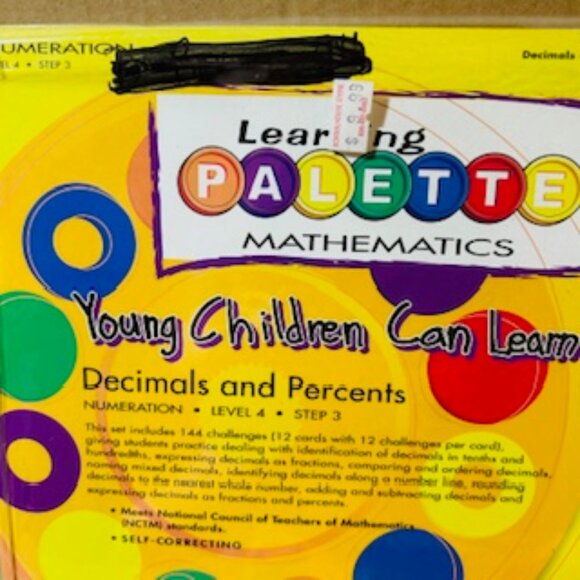 UMERATION
EL 4 • STEP 3
Decimals
Learning
PALETTE
MATHEMATICS
Young Children Can Learn
Decimals and Percents
NUMERATION • LEVEL 4 • STEP 3
This set includes 144 challenges (12 cards with 12 challenges per card),
giving students practice dealing with identification of decimals in tenths and
hundredths, expressing decimals as fractions, comparing and ordering decimals,
naming mixed decimals, identifying decimals along a number line, rounding
decimals to the nearest whole number, adding and subtracting decimals and
expressing decimals as fractions and percents.
• Meets National Council of Teachers of Mathematics
(NCTM) standards.
• SELF-CORRECTING